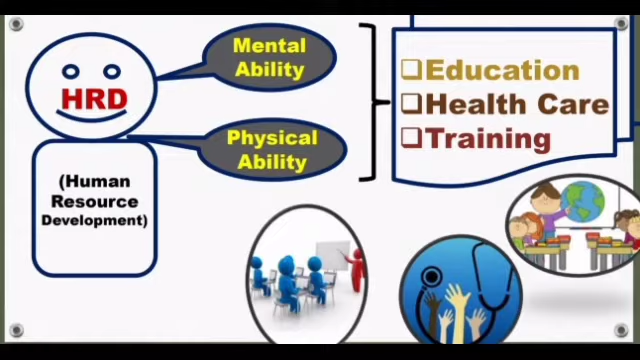 HRD
(Human
Resource
Development)
Mental
Ability
Physical
Ability
❑Education
❑Health Care
❑Training